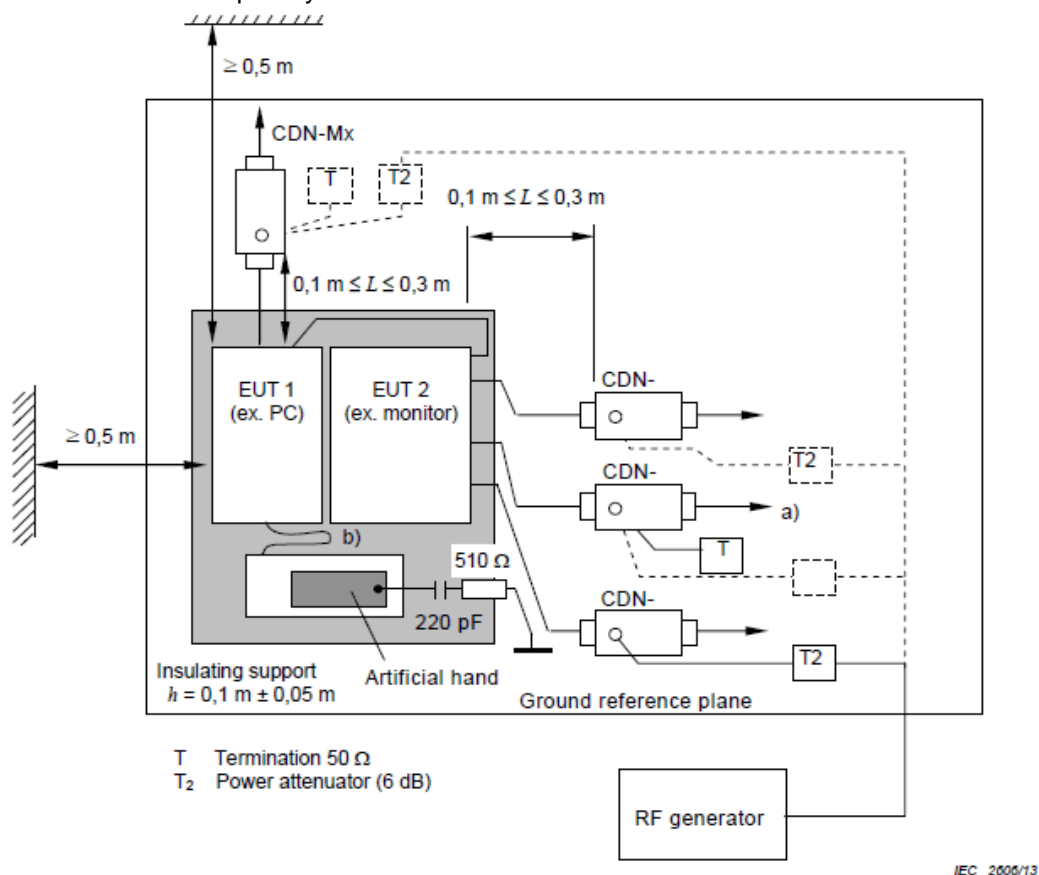 ≥ 0,5 m
CDN-Mx
T
T2
0,1 m ≤ L ≤ 0,3 m
0,1 m ≤ L ≤ 0,3 m
EUT 1
(ex. PC)
EUT 2
(ex. monitor)
CDN-
≥ 0,5 m
T2
CDN-
a)
b)
T
510 Ω
CDN-
220 pF
T2
Insulating support
h = 0,1 m ± 0,05 m
Artificial hand
Ground reference plane
T Termination 50 Ω
T₂ Power attenuator (6 dB)
RF generator
IEC 2606/13